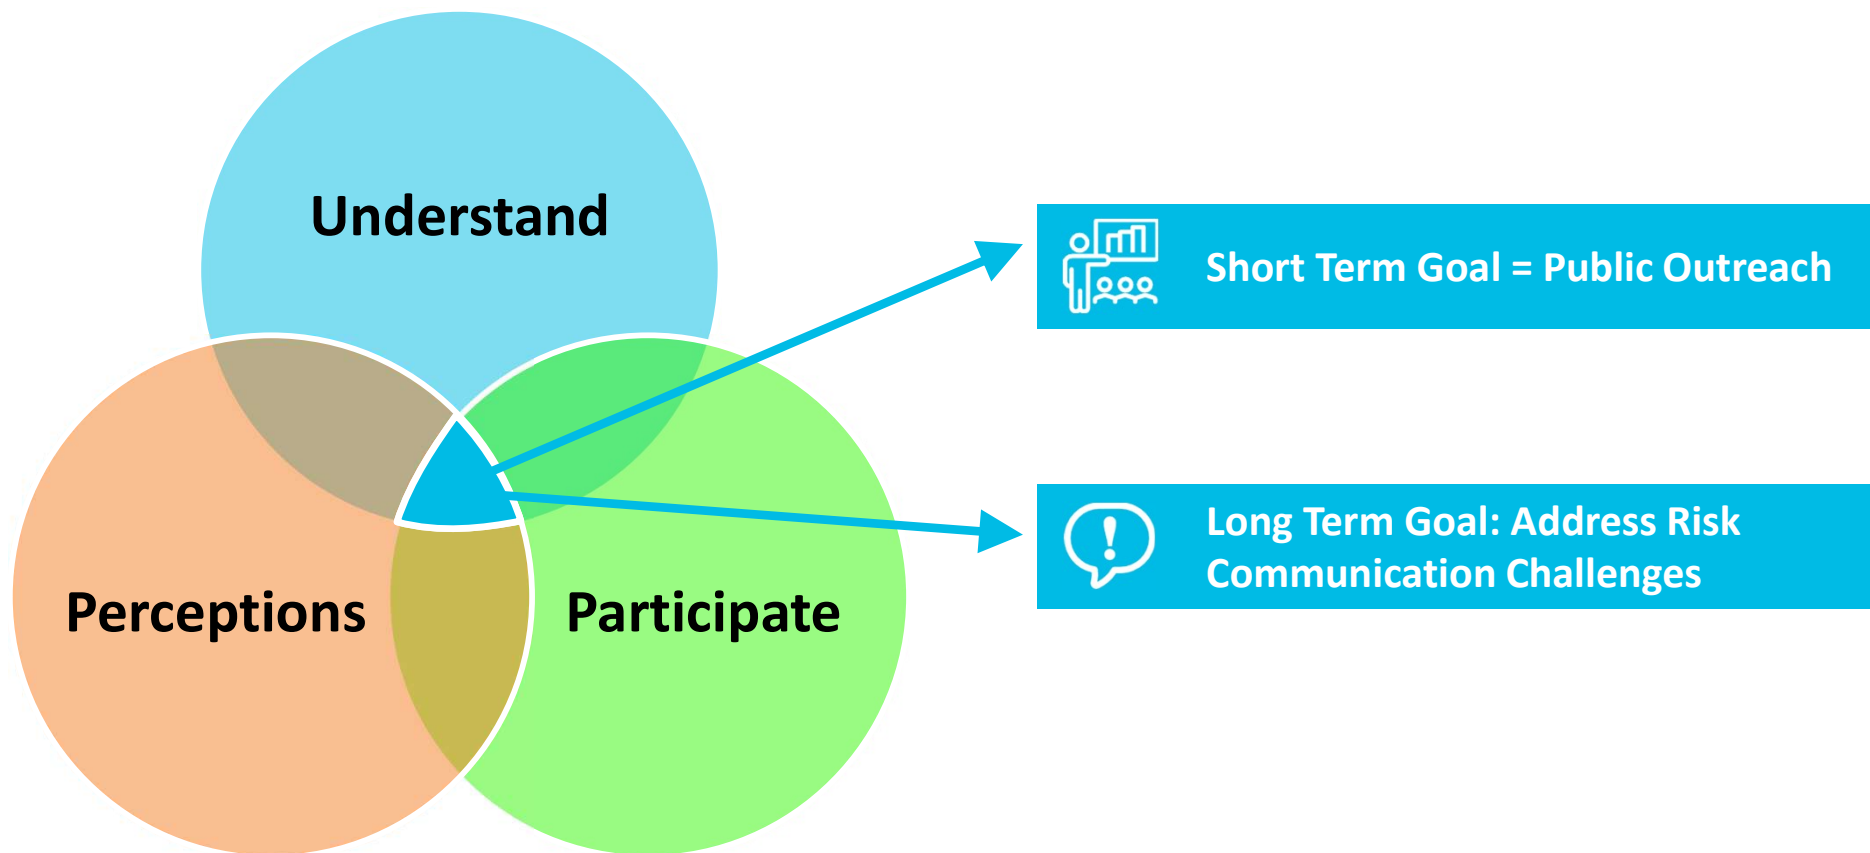 Understand
Perceptions
Participate
Short Term Goal = Public Outreach
Long Term Goal: Address Risk
Communication Challenges